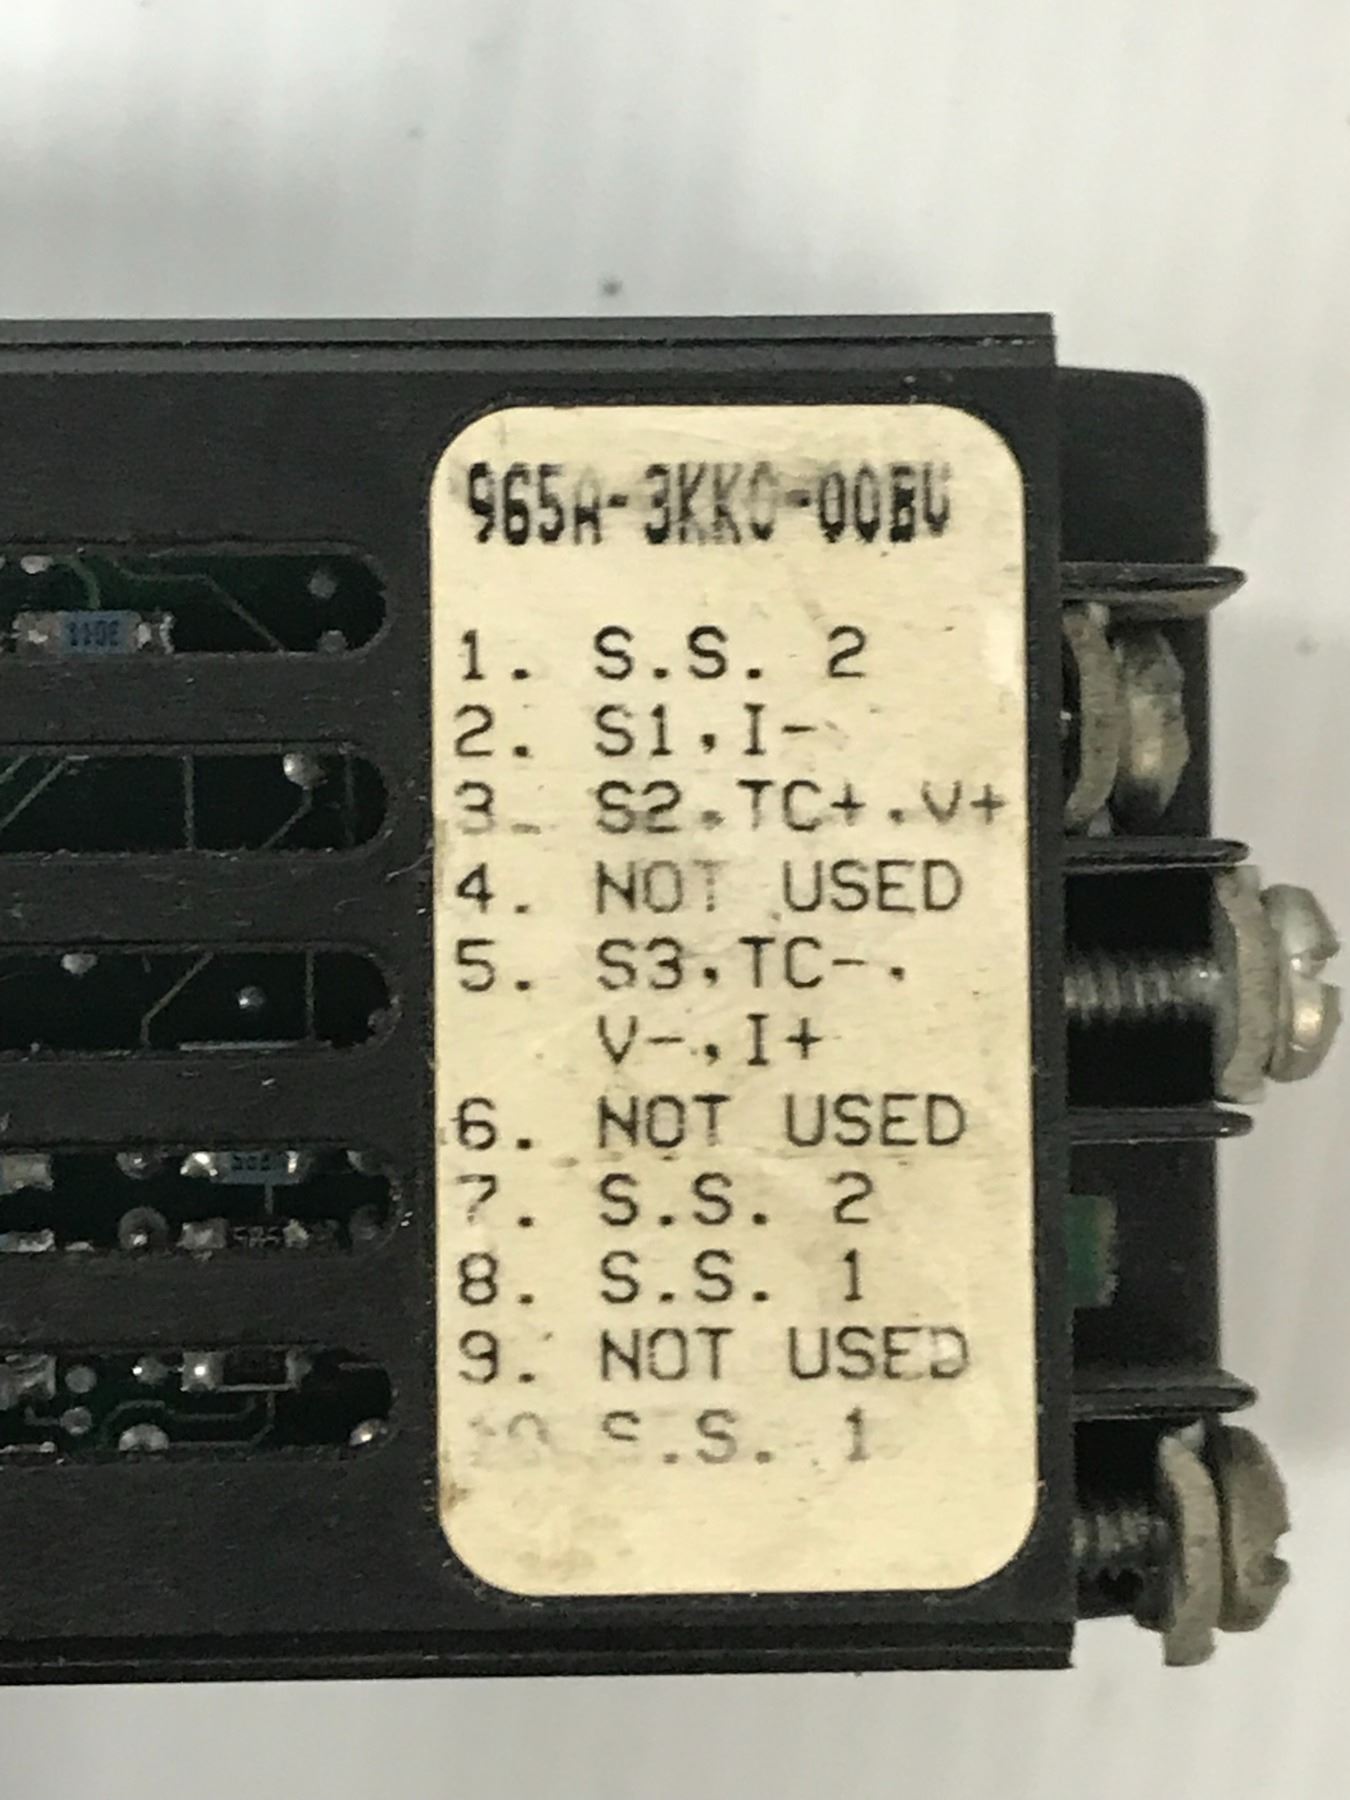 965A-3KK0-00BV
1. S.S. 2
2. S1,I-
3. S2,TC+,V+
4. NOT USED
5. S3,TC-,
V-,I+
6. NOT USED
7. S.S. 2
8. S.S. 1
9. NOT USED
10 S.S. 1